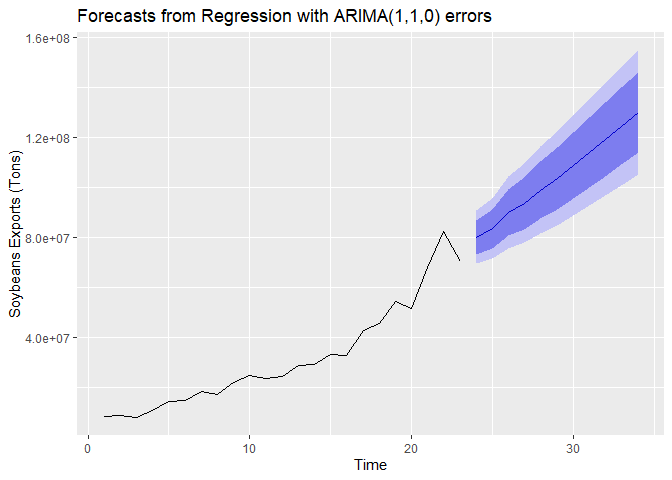 Forecasts from Regression with ARIMA(1,1,0) errors
1.6e+08
1.2e+08
8.0e+07
4.0e+07
Soybeans Exports (Tons)
0 10 20 30
Time